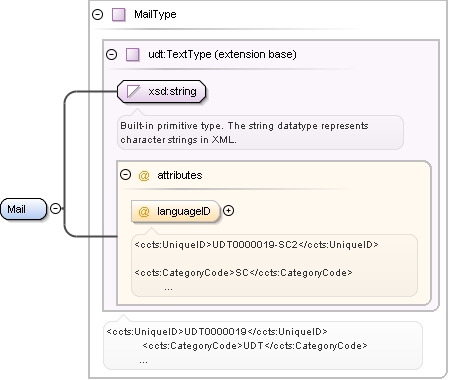 MailType
udt:TextType (extension base)
xsd:string
Built-in primitive type. The string datatype represents
character strings in XML.
@ attributes
Mail
@ languageID
<ccts:UniqueID>UDT0000019-SC2</ccts:UniqueID>
<ccts:CategoryCode>SC</ccts:CategoryCode>
...
<ccts:UniqueID>UDT0000019</ccts:UniqueID>
<ccts:CategoryCode>UDT</ccts:CategoryCode>
...